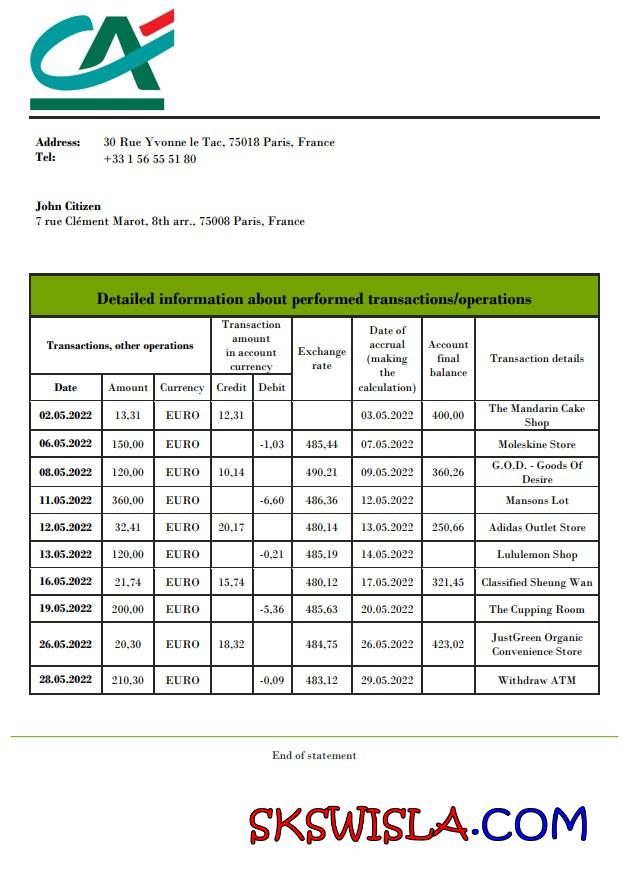 CA
Address: 30 Rue Yvonne le Tac, 75018 Paris, France
Tel: +33 1 56 55 51 80
John Citizen
7 rue Clément Marot, 8th arr., 75008 Paris, France
Detailed information about performed transactions/operations
Transactions, other operations
Transaction amount in account currency
Exchange rate
Date of accrual (making the calculation)
Account final balance
Transaction details
Date Amount Currency Credit Debit
02.05.2022 13,31 EURO 12,31 03.05.2022 400,00 The Mandarin Cake Shop
06.05.2022 150,00 EURO -1,03 485,44 07.05.2022 Moleskine Store
08.05.2022 120,00 EURO 10,14 490,21 09.05.2022 360,26 G.O.D. - Goods Of Desire
11.05.2022 360,00 EURO -6,60 486,36 12.05.2022 Mansons Lot
12.05.2022 32,41 EURO 20,17 480,14 13.05.2022 250,66 Adidas Outlet Store
13.05.2022 120,00 EURO -0,21 485,19 14.05.2022 Lululemon Shop
16.05.2022 21,74 EURO 15,74 480,12 17.05.2022 321,45 Classified Sheung Wan
19.05.2022 200,00 EURO -5,36 485,63 20.05.2022 The Cupping Room
26.05.2022 20,30 EURO 18,32 484,75 26.05.2022 423,02 JustGreen Organic Convenience Store
28.05.2022 210,30 EURO -0,09 483,12 29.05.2022 Withdraw ATM
End of statement
SKSWISLA.COM